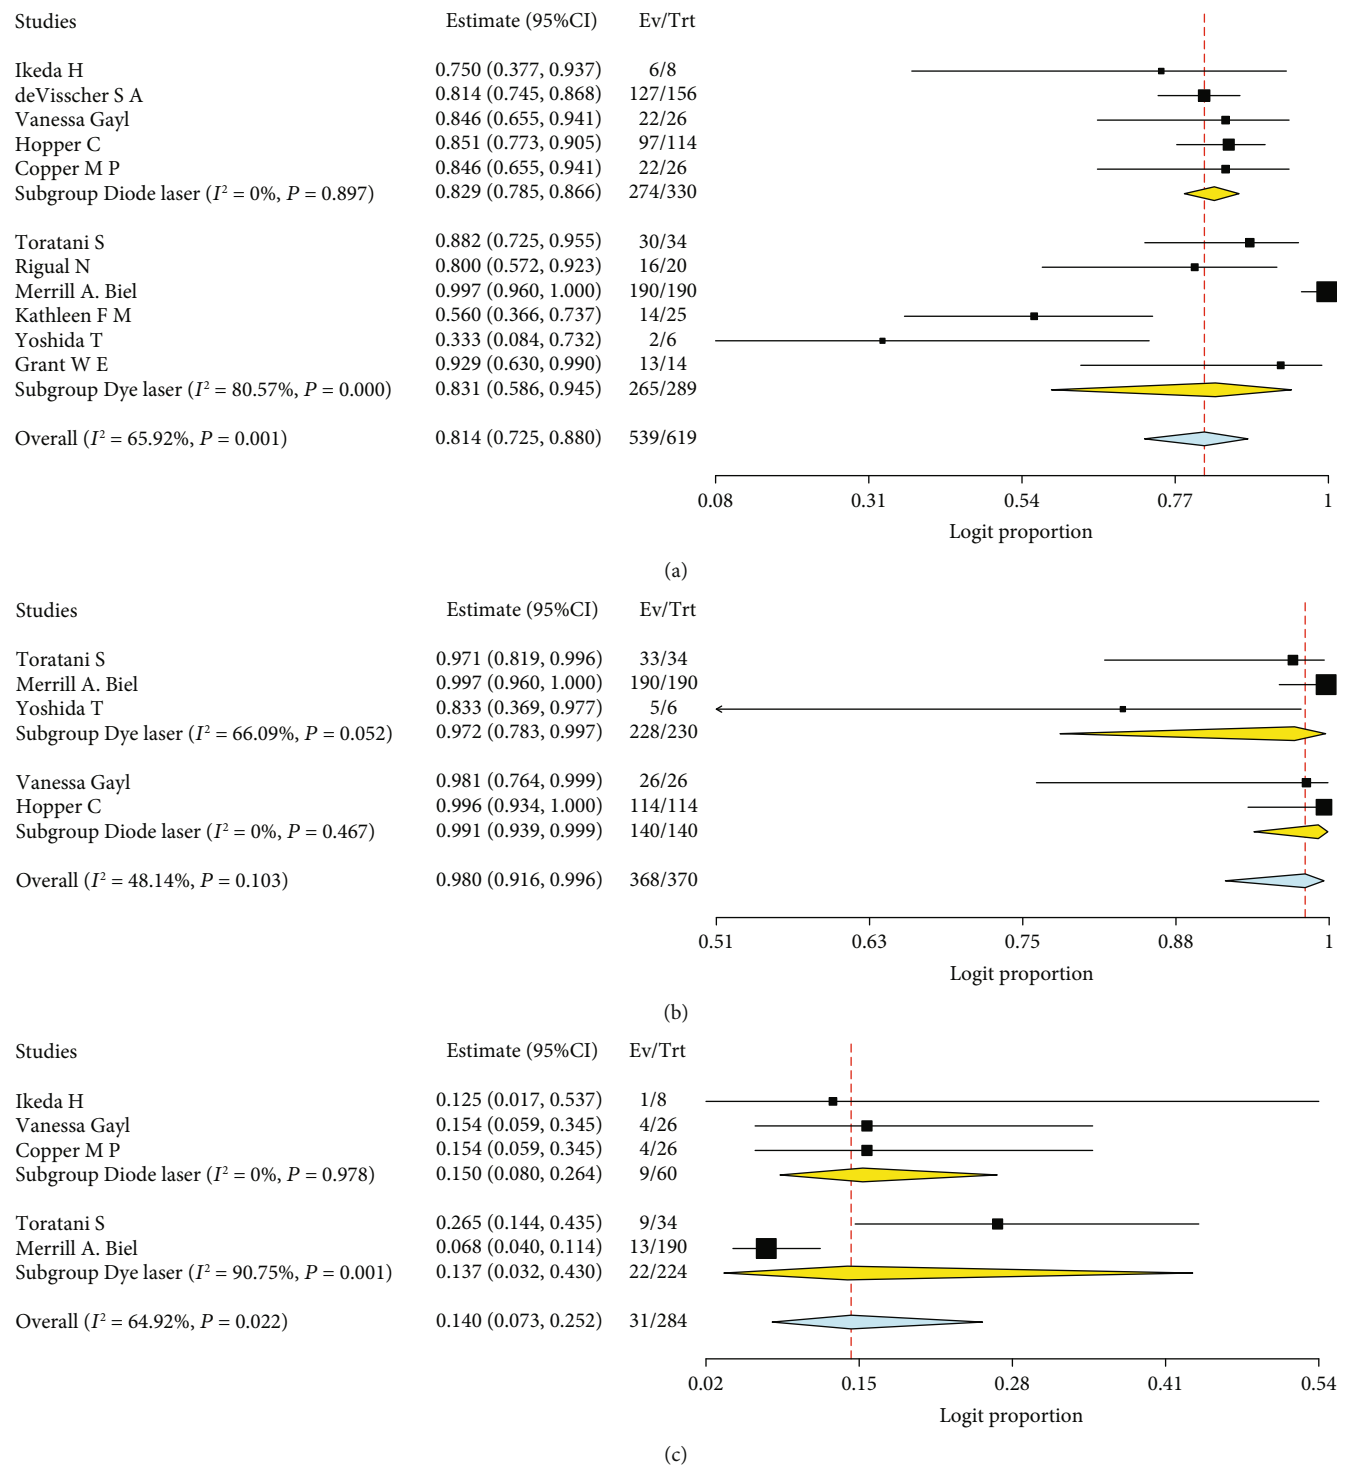 Studies Estimate (95%CI) Ev/Trt
Ikeda H 0.750 (0.377, 0.937) 6/8
deVisscher S A 0.814 (0.745, 0.868) 127/156
Vanessa Gayl 0.846 (0.655, 0.941) 22/26
Hopper C 0.851 (0.773, 0.905) 97/114
Copper M P 0.846 (0.655, 0.941) 22/26
Subgroup Diode laser (I² = 0%, P = 0.897) 0.829 (0.785, 0.866) 274/330
Toratani S 0.882 (0.725, 0.955) 30/34
Rigual N 0.800 (0.572, 0.923) 16/20
Merrill A. Biel 0.997 (0.960, 1.000) 190/190
Kathleen F M 0.560 (0.366, 0.737) 14/25
Yoshida T 0.333 (0.084, 0.732) 2/6
Grant W E 0.929 (0.630, 0.990) 13/14
Subgroup Dye laser (I² = 80.57%, P = 0.000) 0.831 (0.586, 0.945) 265/289
Overall (I² = 65.92%, P = 0.001) 0.814 (0.725, 0.880) 539/619
0.08 0.31 0.54 0.77 1
Logit proportion
(a)
Studies Estimate (95%CI) Ev/Trt
Toratani S 0.971 (0.819, 0.996) 33/34
Merrill A. Biel 0.997 (0.960, 1.000) 190/190
Yoshida T 0.833 (0.369, 0.977) 5/6
Subgroup Dye laser (I² = 66.09%, P = 0.052) 0.972 (0.783, 0.997) 228/230
Vanessa Gayl 0.981 (0.764, 0.999) 26/26
Hopper C 0.996 (0.934, 1.000) 114/114
Subgroup Diode laser (I² = 0%, P = 0.467) 0.991 (0.939, 0.999) 140/140
Overall (I² = 48.14%, P = 0.103) 0.980 (0.916, 0.996) 368/370
0.51 0.63 0.75 0.88 1
Logit proportion
(b)
Studies Estimate (95%CI) Ev/Trt
Ikeda H 0.125 (0.017, 0.537) 1/8
Vanessa Gayl 0.154 (0.059, 0.345) 4/26
Copper M P 0.154 (0.059, 0.345) 4/26
Subgroup Diode laser (I² = 0%, P = 0.978) 0.150 (0.080, 0.264) 9/60
Toratani S 0.265 (0.144, 0.435) 9/34
Merrill A. Biel 0.068 (0.040, 0.114) 13/190
Subgroup Dye laser (I² = 90.75%, P = 0.001) 0.137 (0.032, 0.430) 22/224
Overall (I² = 64.92%, P = 0.022) 0.140 (0.073, 0.252) 31/284
0.02 0.15 0.28 0.41 0.54
Logit proportion
(c)